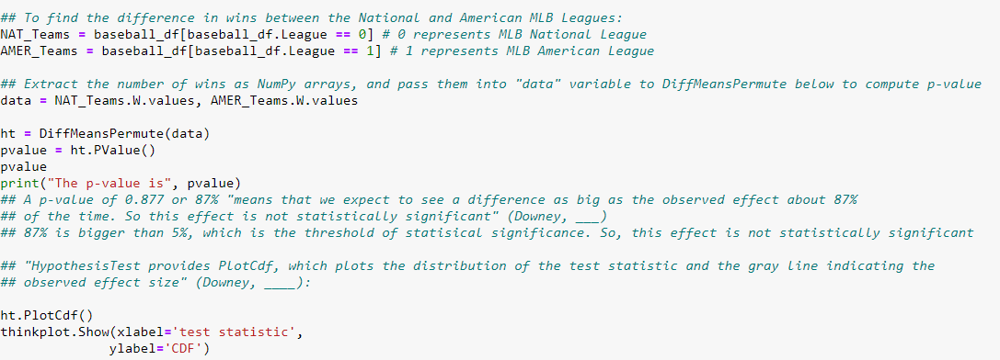 ## To find the difference in wins between the National and American MLB Leagues:
NAT_Teams = baseball_df[baseball_df.League == 0] # 0 represents MLB National League
AMER_Teams = baseball_df[baseball_df.League == 1] # 1 represents MLB American League
## Extract the number of wins as NumPy arrays, and pass them into "data" variable to DiffMeansPermute below to compute p-value
data = NAT_Teams.W.values, AMER_Teams.W.values
ht = DiffMeansPermute(data)
pvalue = ht.PValue()
pvalue
print("The p-value is", pvalue)
## A p-value of 0.877 or 87% "means that we expect to see a difference as big as the observed effect about 87%
## of the time. So this effect is not statistically significant" (Downey, ___)
## 87% is bigger than 5%, which is the threshold of statisical significance. So, this effect is not statistically significant
## "HypothesisTest provides PlotCdf, which plots the distribution of the test statistic and the gray line indicating the
## observed effect size" (Downey, ____):
ht.PlotCdf()
thinkplot.Show(xlabel='test statistic',
ylabel='CDF')